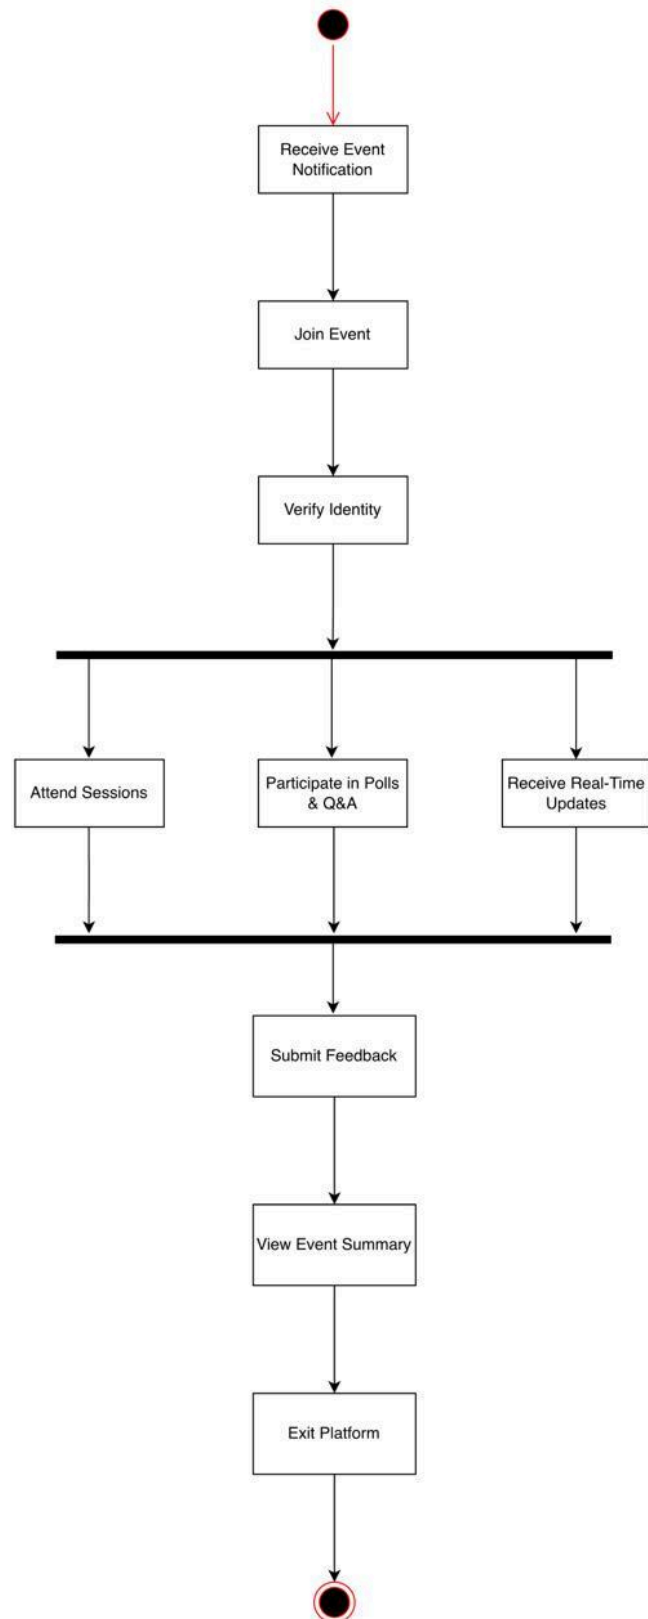 Receive Event
Notification
Join Event
Verify Identity
Attend Sessions
Participate in Polls
& Q&A
Receive Real-Time
Updates
Submit Feedback
View Event Summary
Exit Platform